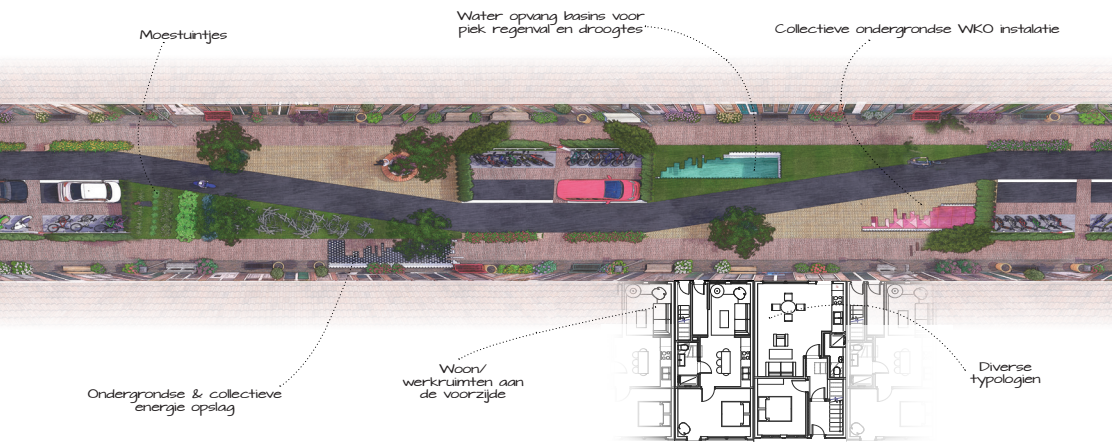 Moestuintjes
Water opvang basins voor
piek regenval en droogtes
Collectieve ondergrondse WKO instalatie
Ondergrondse & collectieve
energie opslag
Woon/
werkruimten aan
de voorzijde
Diverse
typologien